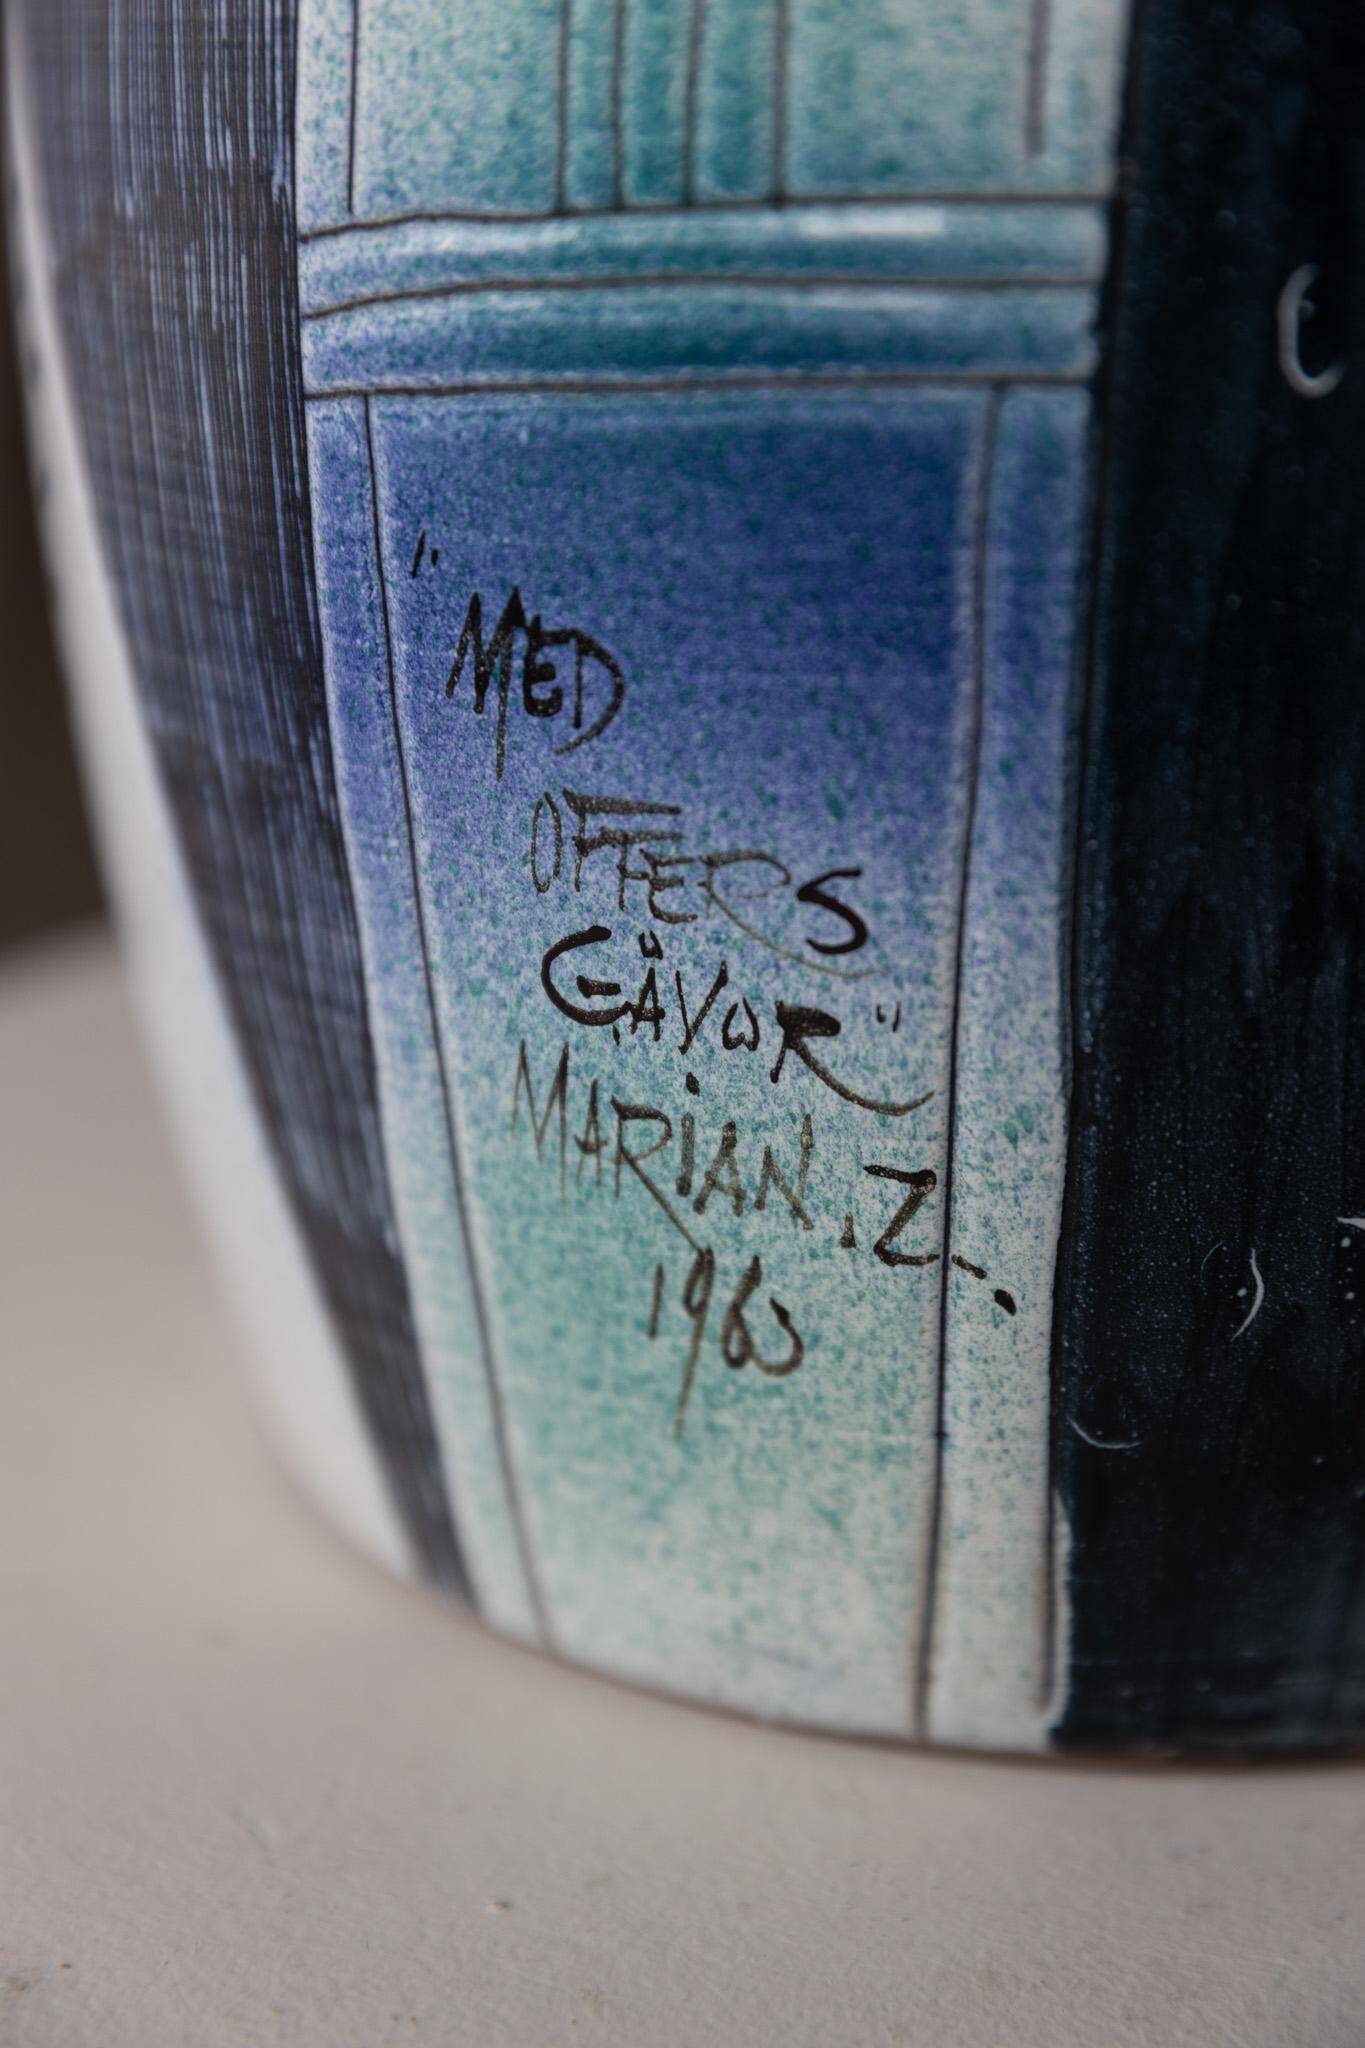 "MED
OFFERS
GÅVOR"
MARIAN.Z-.
1963